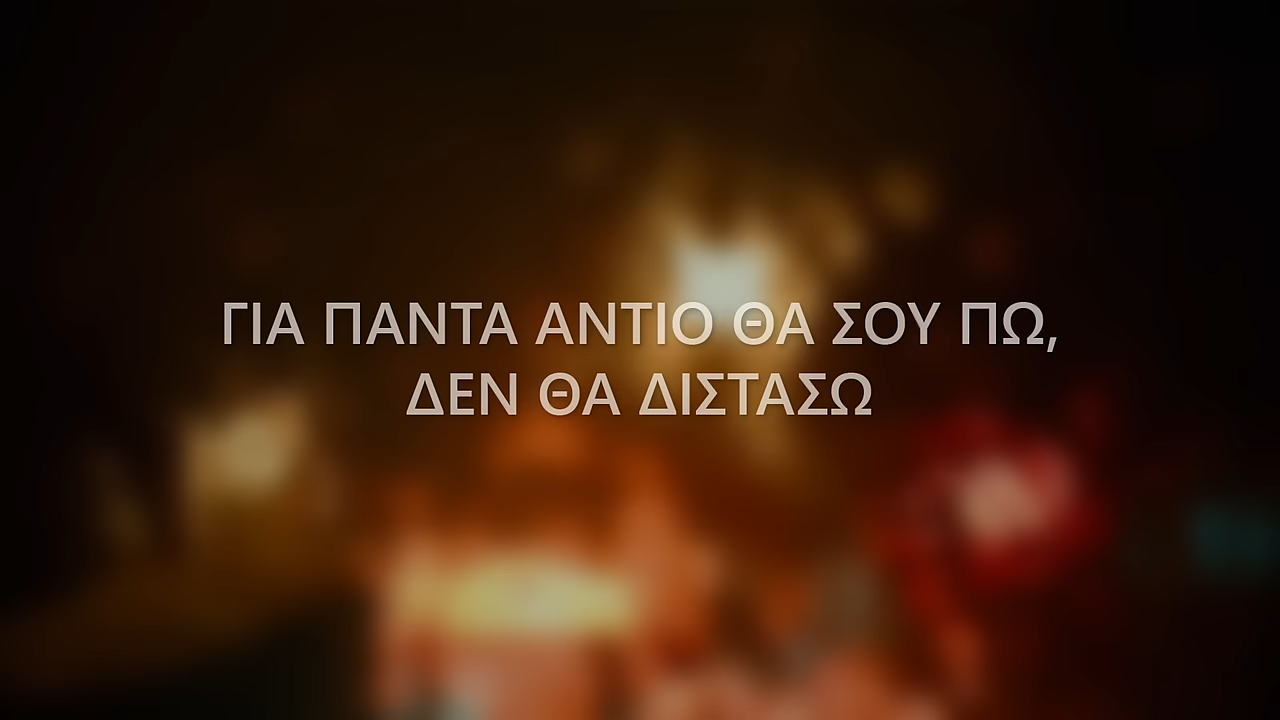 ΓΙΑ ΠΑΝΤΑ ΑΝΤΙΟ ΘΑ ΣΟΥ ΠΩ,
ΔΕΝ ΘΑ ΔΙΣΤΑΣΩ